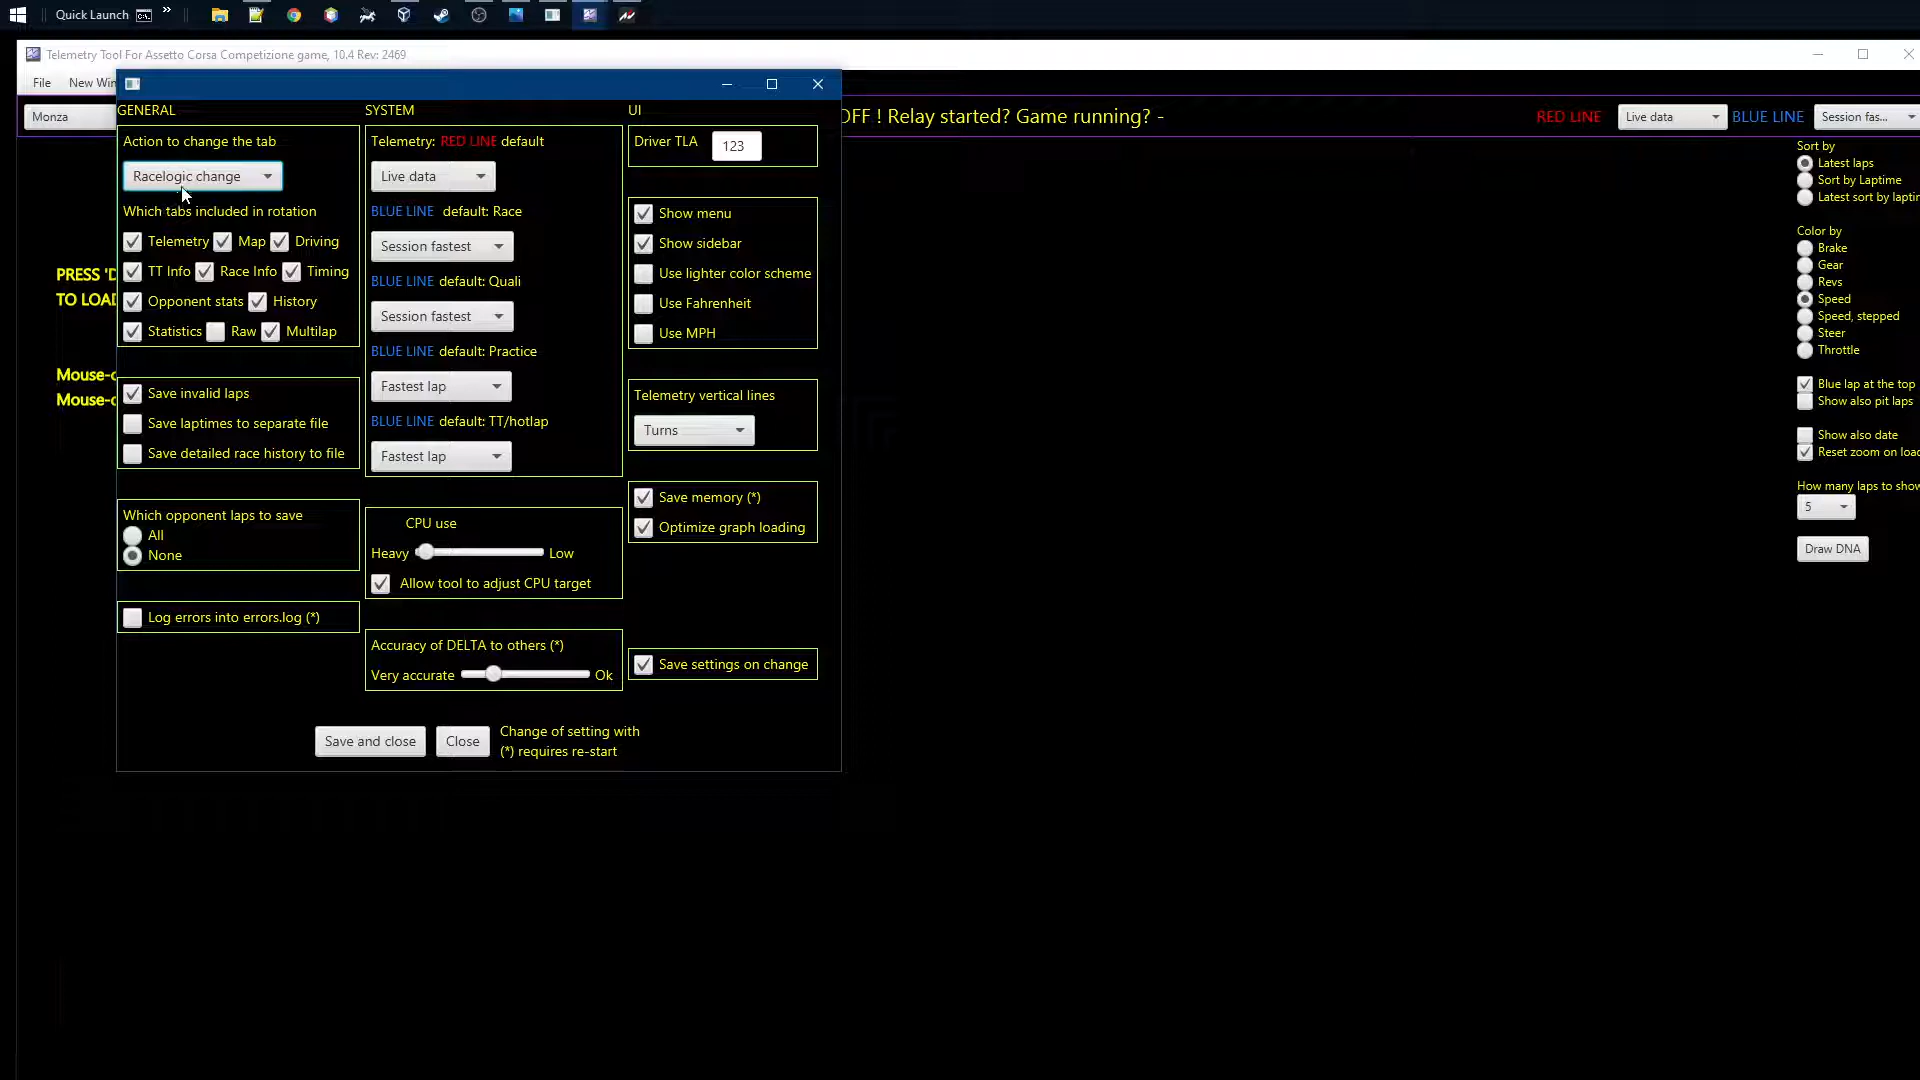 Quick Launch
Telemetry Tool For Assetto Corsa Competizione game, 10.4 Rev: 2469
File New Win
Monza
OFF ! Relay started? Game running? -
RED LINE Live data BLUE LINE Session fas...
GENERAL
Action to change the tab
Racelogic change
Which tabs included in rotation
Telemetry Map Driving
TT Info Race Info Timing
Opponent stats History
Statistics Raw Multilap
Save invalid laps
Save laptimes to separate file
Save detailed race history to file
Which opponent laps to save
All
None
Log errors into errors.log (*)
SYSTEM
Telemetry: RED LINE default
Live data
BLUE LINE default: Race
Session fastest
BLUE LINE default: Quali
Session fastest
BLUE LINE default: Practice
Fastest lap
BLUE LINE default: TT/hotlap
Fastest lap
CPU use
Heavy Low
Allow tool to adjust CPU target
Accuracy of DELTA to others (*)
Very accurate Ok
UI
Driver TLA 123
Show menu
Show sidebar
Use lighter color scheme
Use Fahrenheit
Use MPH
Telemetry vertical lines
Turns
Save memory (*)
Optimize graph loading
Save settings on change
Save and close Close
Change of setting with
(*) requires re-start
PRESS 'D
TO LOA
Mouse-c
Mouse-c
Sort by
Latest laps
Sort by Laptime
Latest sort by laptim
Color by
Brake
Gear
Revs
Speed
Speed, stepped
Steer
Throttle
Blue lap at the top
Show also pit laps
Show also date
Reset zoom on load
How many laps to show
5
Draw DNA